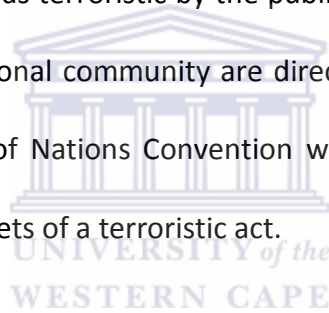 us terroristic by the publi
onal community are direc
of Nations Convention w
ets of a terroristic act.
UNIVERSITY of the
WESTERN CAPE